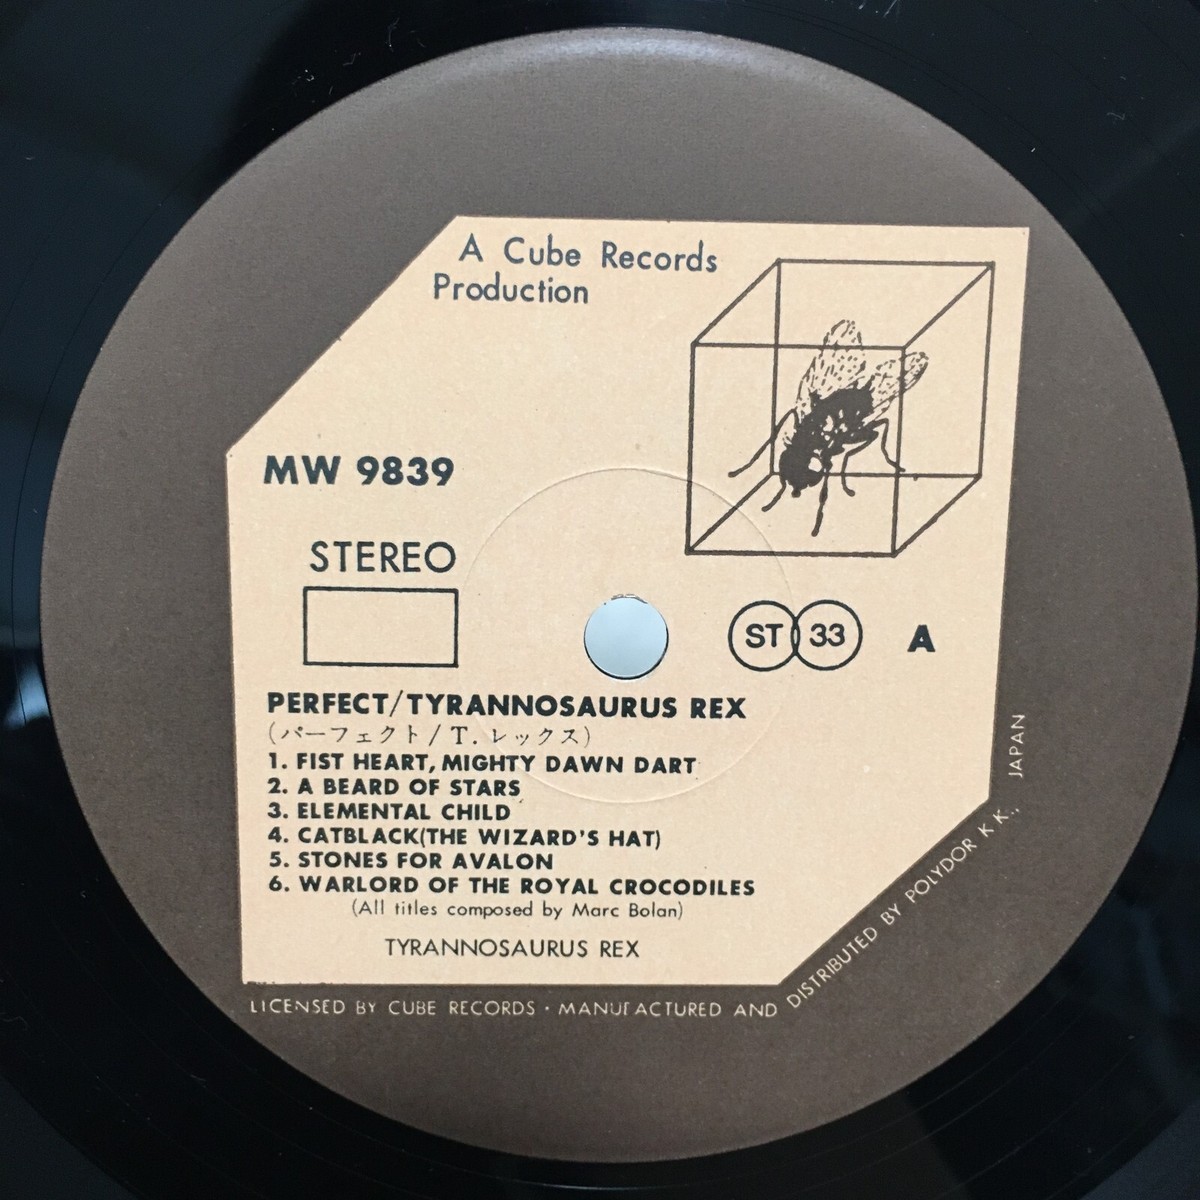 A Cube Records
Production
MW 9839
STEREO
ST 33 A
PERFECT/TYRANNOSAURUS REX
(パーフェクト/T. レックス)
1. FIST HEART, MIGHTY DAWN DART
2. A BEARD OF STARS
3. ELEMENTAL CHILD
4. CATBLACK(THE WIZARD'S HAT)
5. STONES FOR AVALON
6. WARLORD OF THE ROYAL CROCODILES
(All titles composed by Marc Bolan)
TYRANNOSAURUS REX
LICENSED BY CUBE RECORDS · MANUFACTURED AND DISTRIBUTED BY POLYDOR K.K., JAPAN